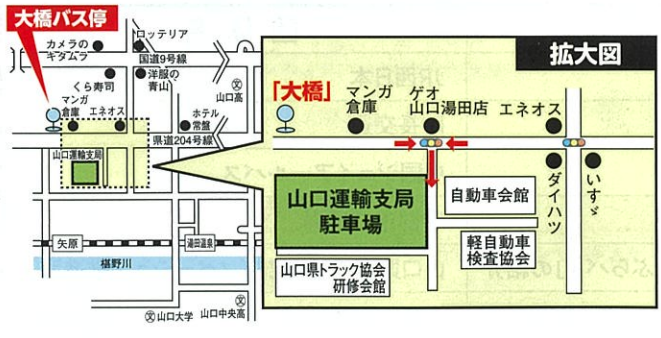 大橋バス停
カメラの
キタムラ
ロッテリア
国道9号線
洋服の
青山
くら寿司
マンガ
倉庫
エネオス
山口高
ホテル
常盤
県道204号線
山口運輸支局
矢原
湯田温泉
椹野川
山口大学
山口中央高
拡大図
「大橋」
マンガ
倉庫
ゲオ
山口湯田店
エネオス
山口運輸支局
駐車場
自動車会館
ダイハツ
いすゞ
軽自動車
検査協会
山口県トラック協会
研修会館